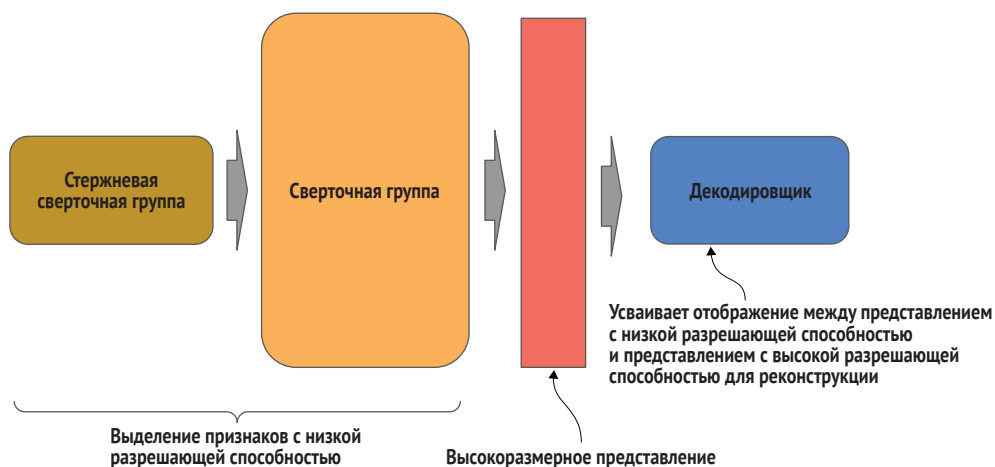 Стержневая
сверточная группа
Сверточная группа
Декодировщик
Усваивает отображение между представлением
с низкой разрешающей способностью
и представлением с высокой разрешающей
способностью для реконструкции
Выделение признаков с низкой
разрешающей способностью
Высокоразмерное представление